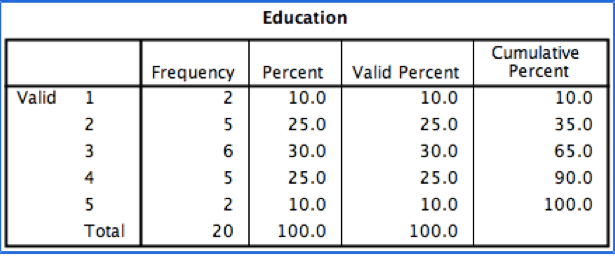 Education
Frequency Percent Valid Percent Cumulative Percent
Valid 1 2 10.0 10.0 10.0
2 5 25.0 25.0 35.0
3 6 30.0 30.0 65.0
4 5 25.0 25.0 90.0
5 2 10.0 10.0 100.0
Total 20 100.0 100.0